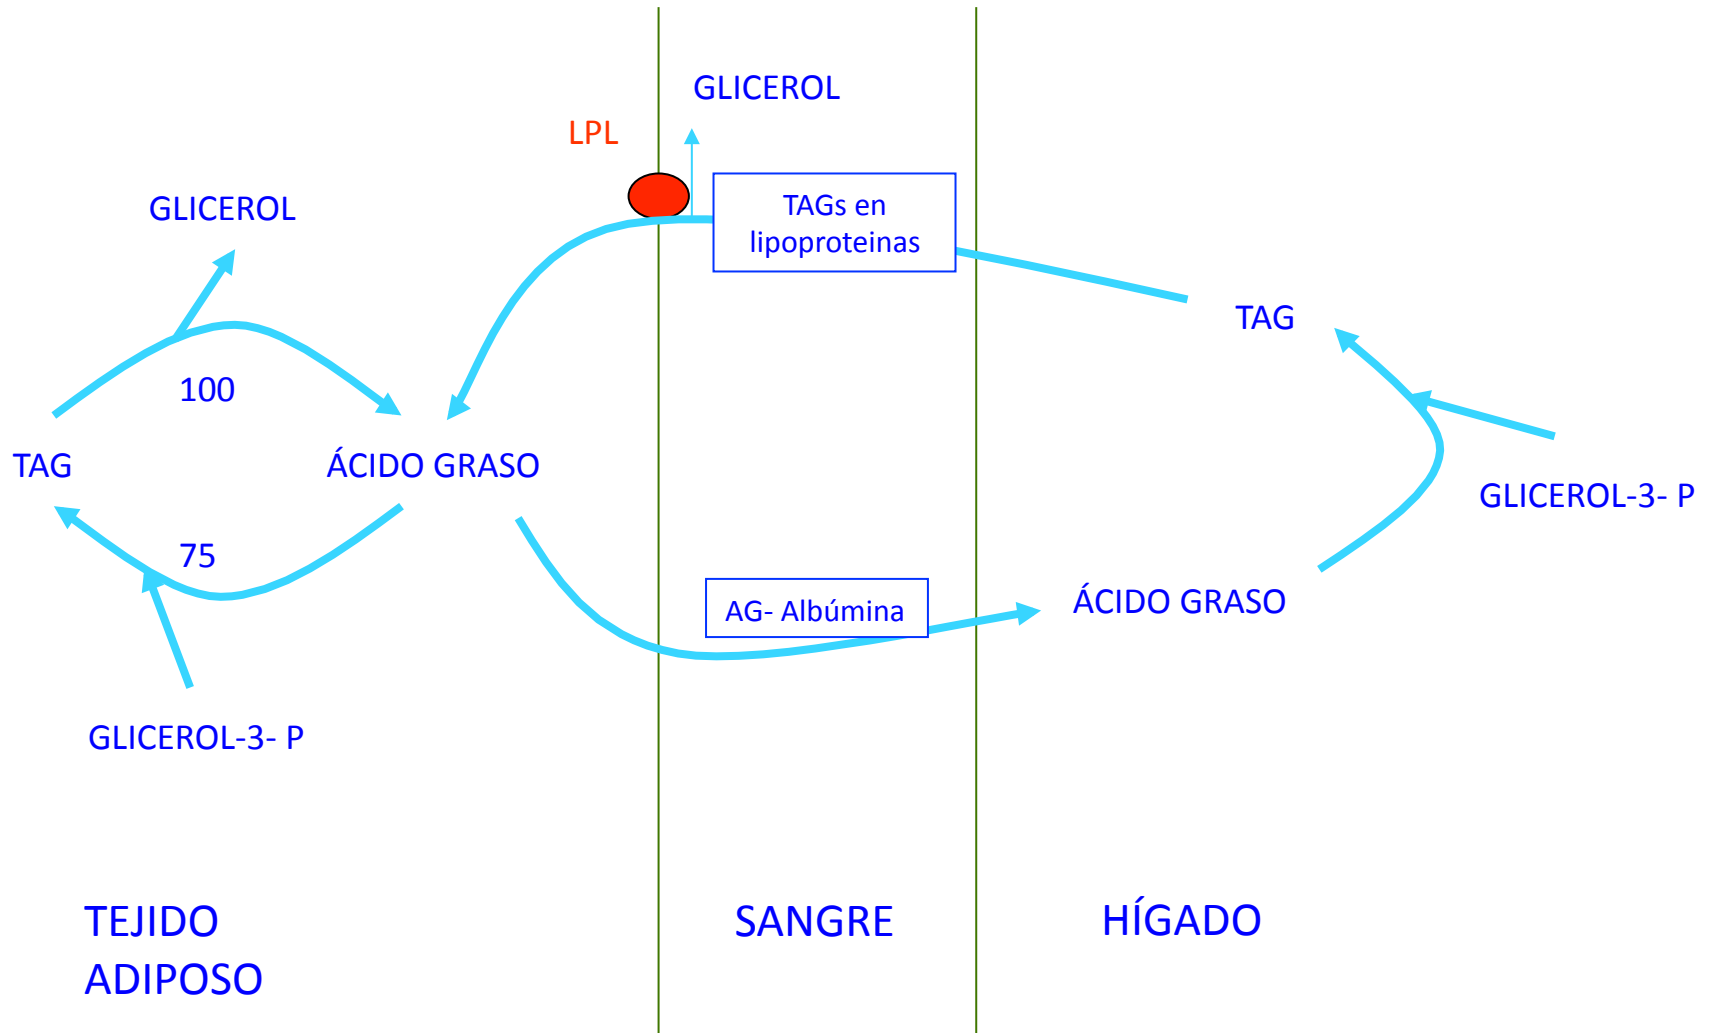 GLICEROL
LPL
GLICEROL
TAGs en
lipoproteinas
TAG
100
TAG
ÁCIDO GRASO
GLICEROL-3- P
75
AG- Albúmina
ÁCIDO GRASO
GLICEROL-3- P
TEJIDO
ADIPOSO
SANGRE
HÍGADO